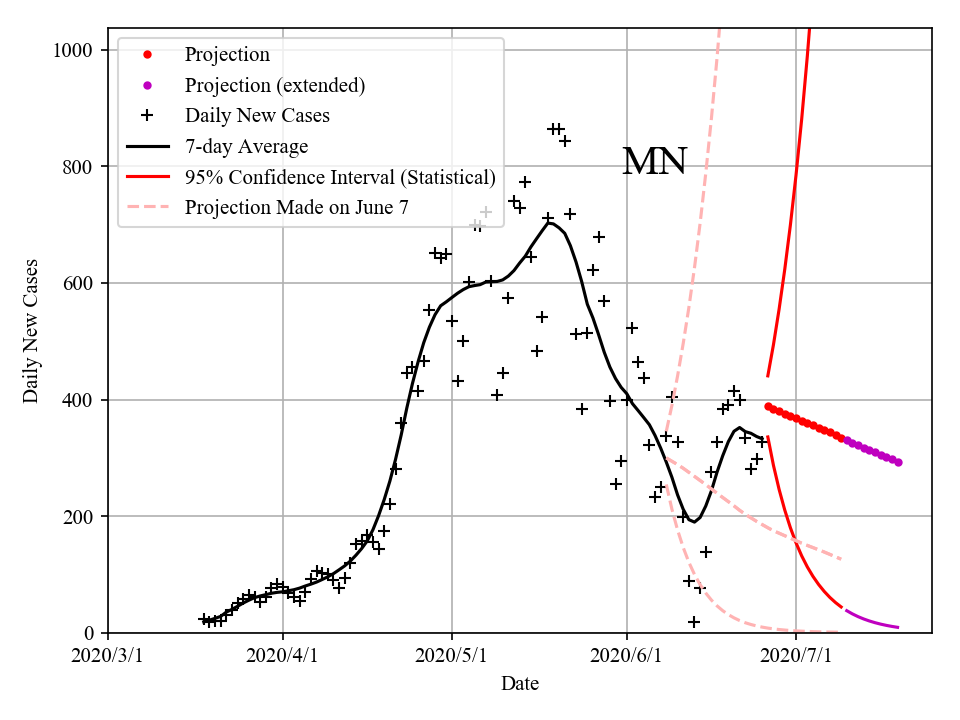 1000
800
600
400
200
0
Daily New Cases
Projection
Projection (extended)
Daily New Cases
7-day Average
95% Confidence Interval (Statistical)
Projection Made on June 7
MN
2020/3/1 2020/4/1 2020/5/1 2020/6/1 2020/7/1
Date